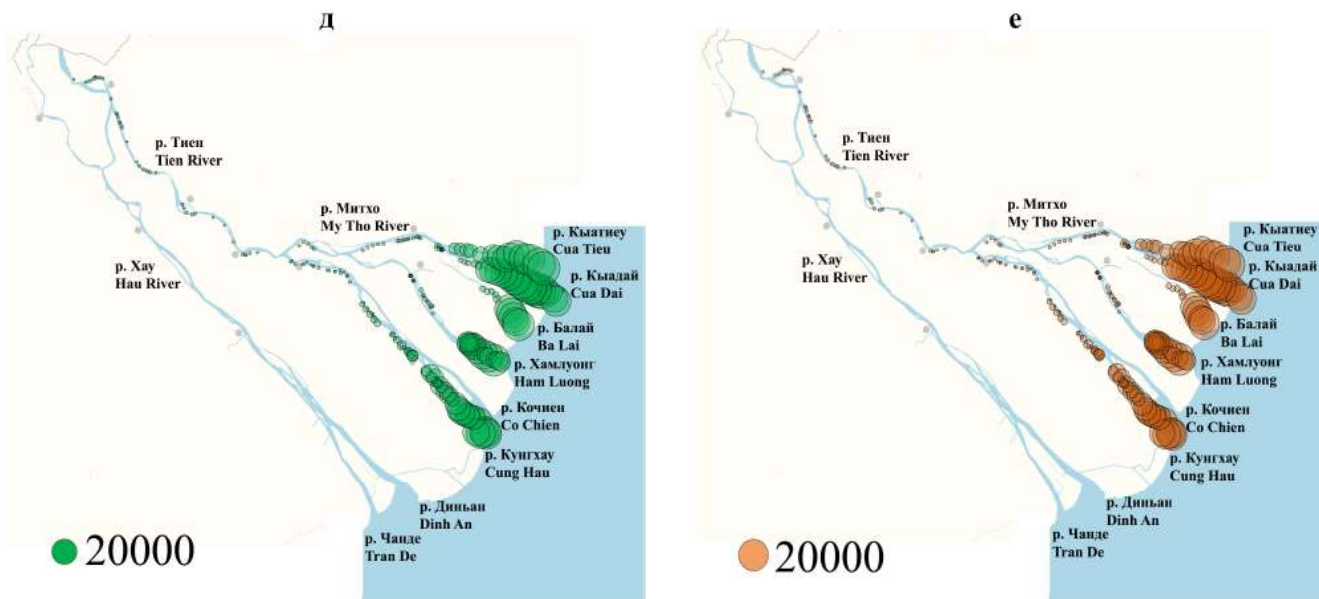 д
р. Тиен
Tien River
р. Митхо
My Tho River
р. Кыатиеу
Cua Tieu
р. Хау
Hau River
р. Кыадай
Cua Dai
р. Балай
Ba Lai
р. Хамлуонг
Ham Luong
р. Кочиен
Co Chien
р. Кунгхау
Cung Hau
р. Диньан
Dinh An
р. Чанде
Tran De
20000
е
р. Тиен
Tien River
р. Митхо
My Tho River
р. Кыатиеу
Cua Tieu
р. Хау
Hau River
р. Кыадай
Cua Dai
р. Балай
Ba Lai
р. Хамлуонг
Ham Luong
р. Кочиен
Co Chien
р. Кунгхау
Cung Hau
р. Диньан
Dinh An
р. Чанде
Tran De
20000